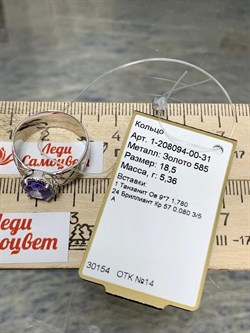 Леди
Самоцвет
Леди
Самоцвет
Кольцо
Арт. 1-208094-00-31
Металл: Золото 585
Размер: 18,5
Масса, г: 5,36
Вставки:
1 Танзанит Ов 9*7 1,780
24 Бриллиант Кр 57 0,080 3/5
А
30154 ОТК №14